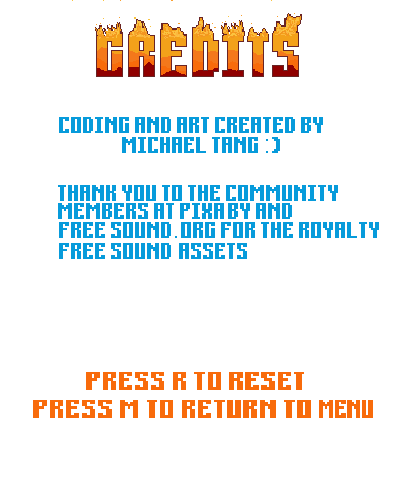 CREDITS
CODING AND ART CREATED BY
MICHAEL TANG :)
THANK YOU TO THE COMMUNITY
MEMBERS AT PIXABY AND
FREE SOUND.ORG FOR THE ROYALTY
FREE SOUND ASSETS
PRESS R TO RESET
PRESS M TO RETURN TO MENU